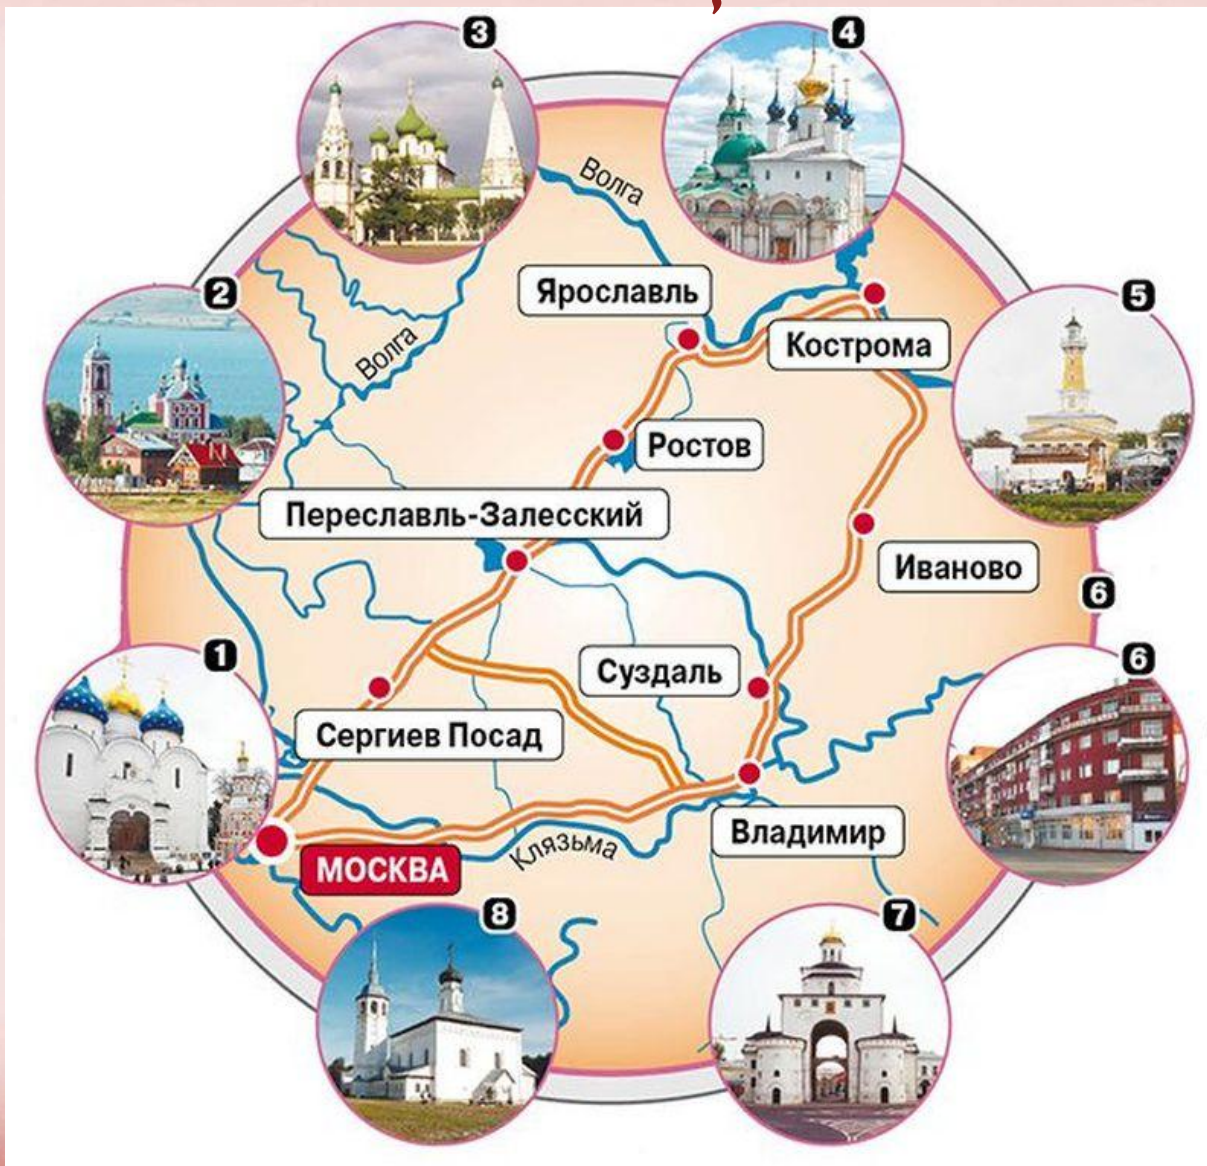 3
4
Волга
Ярославль
2
5
Волга
Кострома
Ростов
Переславль-Залесский
Иваново
6
1
Суздаль
6
Сергиев Посад
Владимир
Клязьма
МОСКВА
8
7